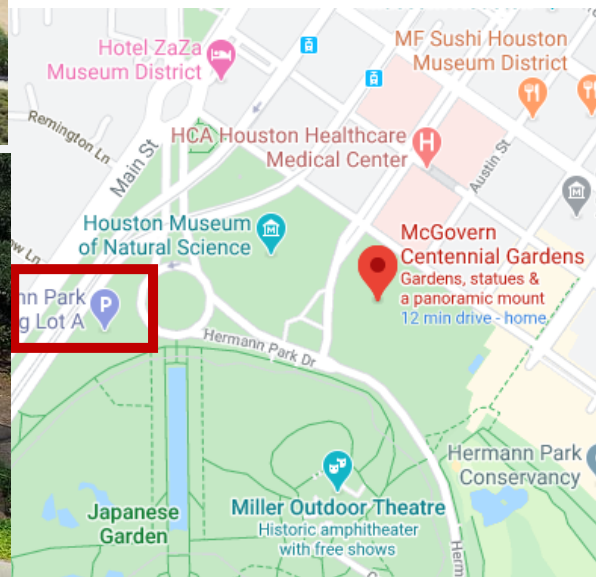 Hotel ZaZa
Museum District
MF Sushi Houston
Museum District
Remington Ln
Main St
HCA Houston Healthcare
Medical Center
H
Austin St
Houston Museum
of Natural Science
McGovern
Centennial Gardens
Gardens, statues &
a panoramic mount
12 min drive - home
w Ln
nn Park
g Lot A
P
Hermann Park Dr
Hermann Park
Conservancy
Miller Outdoor Theatre
Historic amphitheater
with free shows
Japanese
Garden
Herm